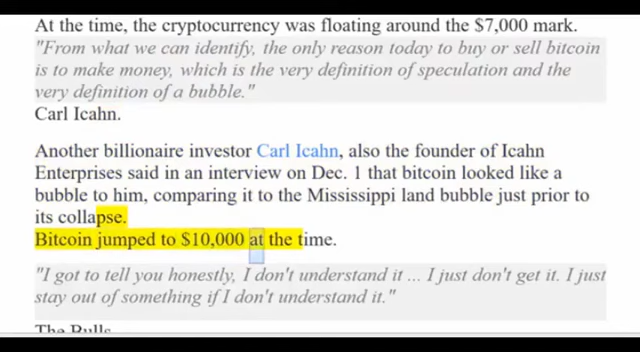 At the time, the cryptocurrency was floating around the $7,000 mark.
"From what we can identify, the only reason today to buy or sell bitcoin
is to make money, which is the very definition of speculation and the
very definition of a bubble."
Carl Icahn.
Another billionaire investor Carl Icahn, also the founder of Icahn
Enterprises said in an interview on Dec. 1 that bitcoin looked like a
bubble to him, comparing it to the Mississippi land bubble just prior to
its collapse.
Bitcoin jumped to $10,000 at the time.
"I got to tell you honestly, I don't understand it ... I just don't get it. I just
stay out of something if I don't understand it."
The Bulls